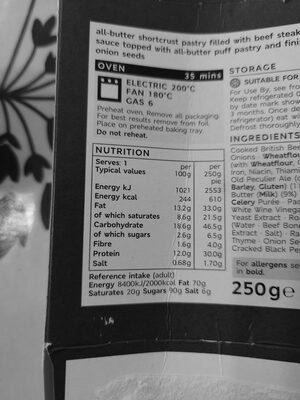 all-butter shortcrust pastry filled with beef steak
sauce topped with all-butter puff pastry and fini
onion seeds
OVEN
35 mins
ELECTRIC 200°C
FAN 180°C
GAS 6
Preheat oven. Remove all packaging.
For best results remove from foil.
Place on preheated baking tray.
Do not reheat.
NUTRITION
Serves: 1
Typical values per 100g per 250g pie
Energy kJ 1021 2553
Energy kcal 244 610
Fat 13.2g 33.0g
of which saturates 8.6g 21.5g
Carbohydrate 18.6g 46.5g
of which sugars 2.6g 6.5g
Fibre 1.6g 4.0g
Protein 12.0g 30.0g
Salt 0.68g 1.70g
Reference intake (adult)
Energy 8400kJ/2000kcal Fat 70g
Saturates 20g Sugars 90g Salt 6g
STORAGE
SUITABLE FOR
For Use By, see fro
Keep refrigerated 0
by date mark show
3 months. Once de
refrigerator) eat wi
Defrost thoroughly
INGREDIENTS
Cooked British Bee
Onions Wheatflou
(with Wheatflour, C
Iron, Niacin, Thiami
Old Peculier Ale (
Barley, Gluten) (1
Butter (Milk) (9%)
Celery Purée Paa
White Wine Vinega
Yeast Extract Ro
(Water Beef Bone
Extract Salt) Ra
Thyme Onion See
Cracked Black Pe
For allergens se
in bold.
250g e